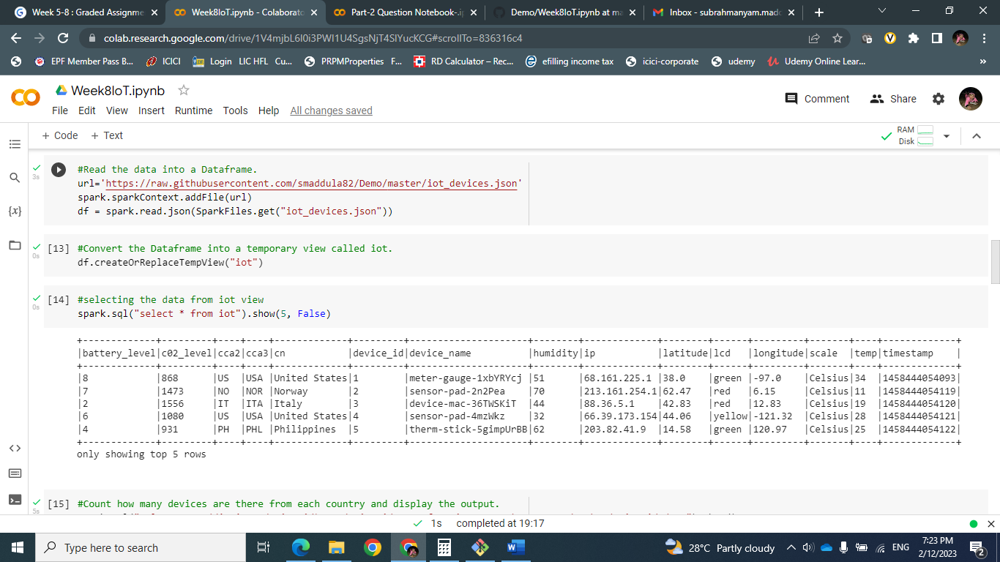 Week 5-8 : Graded Assignme
Week8IoT.ipynb - Colaborato
Part-2 Question Notebook-.i
Demo/Week8IoT.ipynb at ma
Inbox - subrahmanyam.madd
colab.research.google.com/drive/1V4mjbL6I0i3PWI1U4SgsNjT4SlYucKCG#scrollTo=836316c4
EPF Member Pass B...
ICICI
Login
LIC HFL Cu...
PRPMProperties F...
RD Calculator – Rec...
efilling income tax
icici-corporate
udemy
Udemy Online Lear...
»
Week8IoT.ipynb
Comment
Share
File Edit View Insert Runtime Tools Help All changes saved
+ Code + Text
RAM
Disk
3s
#Read the data into a Dataframe.
url='https://raw.githubusercontent.com/smaddula82/Demo/master/iot_devices.json'
spark.sparkContext.addFile(url)
df = spark.read.json(SparkFiles.get("iot_devices.json"))
{x}
0s
[13] #Convert the Dataframe into a temporary view called iot.
df.createOrReplaceTempView("iot")
0s
[14] #selecting the data from iot view
spark.sql("select * from iot").show(5, False)
+-------------+---------+----+----+-------------+---------+---------------------+--------+--------------+--------+------+---------+-------+----+-------------+
|battery_level|c02_level|cca2|cca3|cn           |device_id|device_name          |humidity|ip            |latitude|lcd   |longitude|scale  |temp|timestamp    |
+-------------+---------+----+----+-------------+---------+---------------------+--------+--------------+--------+------+---------+-------+----+-------------+
|8            |868      |US  |USA |United States|1        |meter-gauge-1xbYRYcj |51      |68.161.225.1  |38.0    |green |-97.0    |Celsius|34  |1458444054093|
|7            |1473     |NO  |NOR |Norway       |2        |sensor-pad-2n2Pea    |70      |213.161.254.1|62.47   |red   |6.15     |Celsius|11  |1458444054119|
|2            |1556     |IT  |ITA |Italy        |3        |device-mac-36TWSKiT  |44      |88.36.5.1     |42.83   |red   |12.83    |Celsius|19  |1458444054120|
|6            |1080     |US  |USA |United States|4        |sensor-pad-4mzWkz    |32      |66.39.173.154|44.06   |yellow|-121.32  |Celsius|28  |1458444054121|
|4            |931      |PH  |PHL |Philippines  |5        |therm-stick-5gimpUrBB|62      |203.82.41.9   |14.58   |green |120.97   |Celsius|25  |1458444054122|
+-------------+---------+----+----+-------------+---------+---------------------+--------+--------------+--------+------+---------+-------+----+-------------+
only showing top 5 rows
5s
[15] #Count how many devices are there from each country and display the output.
1s completed at 19:17
Type here to search
28°C Partly cloudy
ENG
7:23 PM
2/12/2023
2